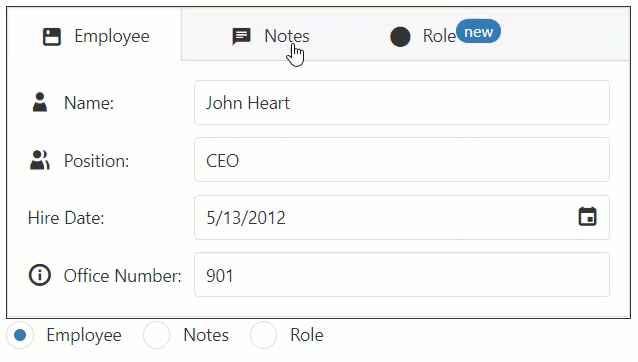 Employee Notes Role new
Name: John Heart
Position: CEO
Hire Date: 5/13/2012
Office Number: 901
Employee Notes Role